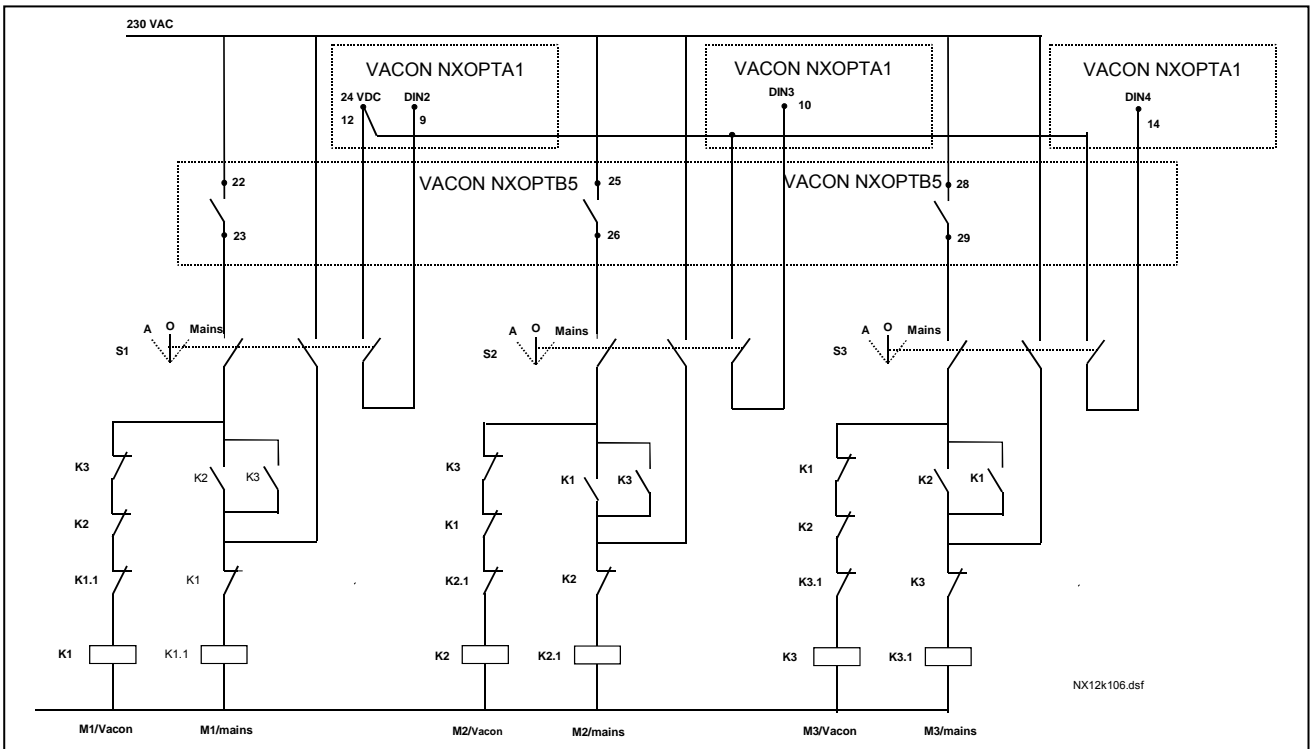 230 VAC
VACON NXOPTA1
VACON NXOPTA1
VACON NXOPTA1
24 VDC
DIN2
DIN3
DIN4
12
9
10
14
22
VACON NXOPTB5
25
VACON NXOPTB5
28
23
26
29
A O Mains
A O Mains
A O Mains
S1
S2
S3
K3
K2
K3
K3
K1
K3
K1
K2
K1
K2
K1
K2
K1.1
K1
K2.1
K2
K3.1
K3
K1
K1.1
K2
K2.1
K3
K3.1
NX12k106.dsf
M1/Vacon
M1/mains
M2/Vacon
M2/mains
M3/Vacon
M3/mains